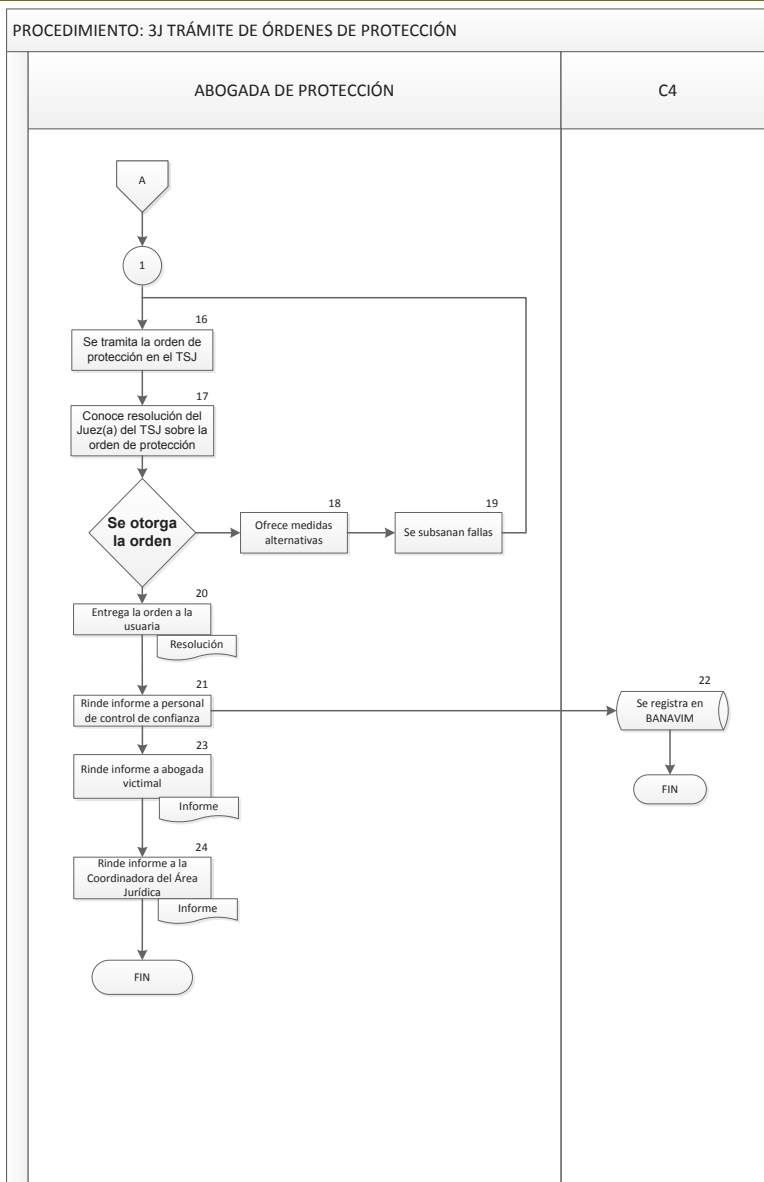 PROCEDIMIENTO: 3J TRÁMITE DE ÓRDENES DE PROTECCIÓN
ABOGADA DE PROTECCIÓN
C4
A
1
16
Se tramita la orden de
protección en el TSJ
17
Conoce resolución del
Juez(a) del TSJ sobre la
orden de protección
Se otorga
la orden
18
Ofrece medidas
alternativas
19
Se subsanan fallas
20
Entrega la orden a la
usuaria
Resolución
21
Rinde informe a personal
de control de confianza
22
Se registra en
BANAVIM
FIN
23
Rinde informe a abogada
victimal
Informe
24
Rinde informe a la
Coordinadora del Área
Jurídica
Informe
FIN